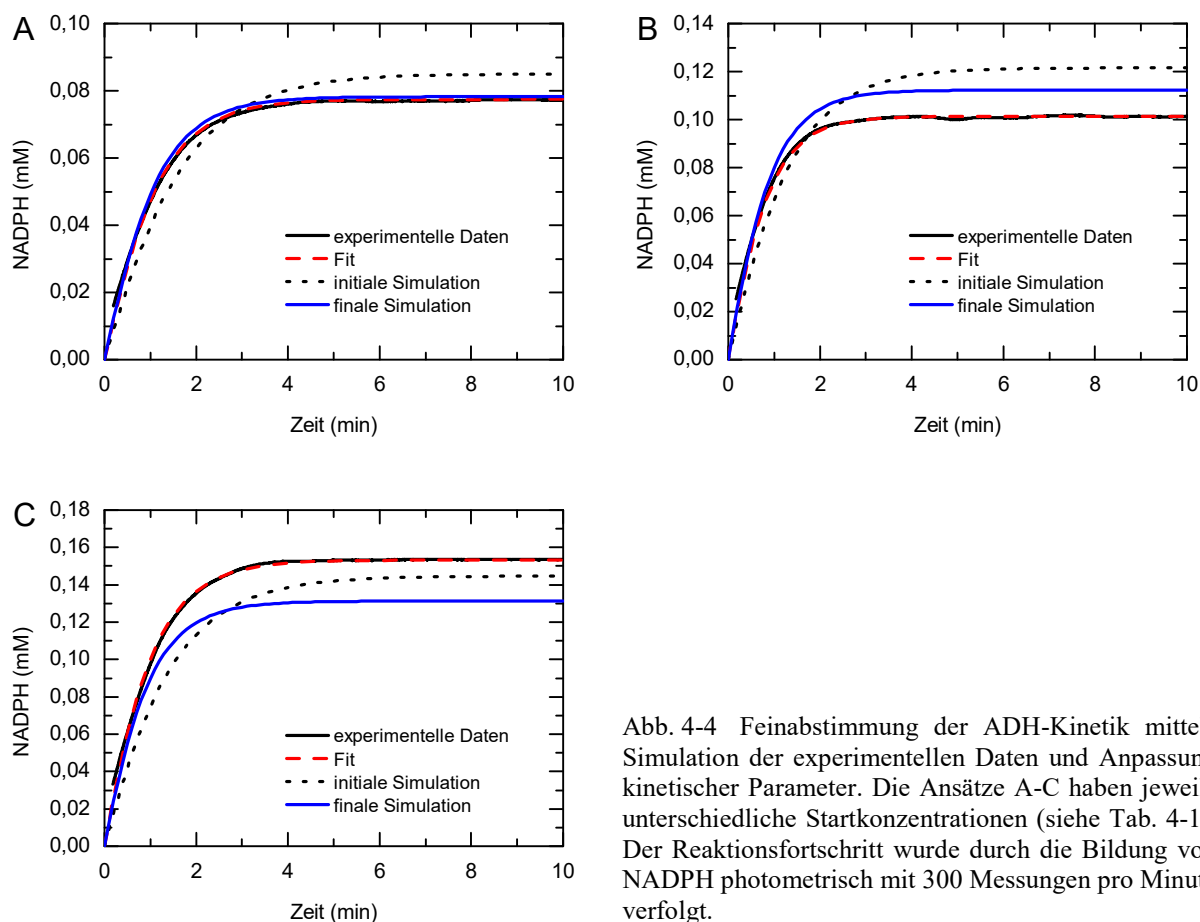 A
NADPH (mM)
0,10
0,08
0,06
0,04
0,02
0,00
experimentelle Daten
Fit
initiale Simulation
finale Simulation
0 2 4 6 8 10
Zeit (min)
B
NADPH (mM)
0,14
0,12
0,10
0,08
0,06
0,04
0,02
0,00
experimentelle Daten
Fit
initiale Simulation
finale Simulation
0 2 4 6 8 10
Zeit (min)
C
NADPH (mM)
0,18
0,16
0,14
0,12
0,10
0,08
0,06
0,04
0,02
0,00
experimentelle Daten
Fit
initiale Simulation
finale Simulation
0 2 4 6 8 10
Zeit (min)
Abb. 4-4 Feinabstimmung der ADH-Kinetik mitte
Simulation der experimentellen Daten und Anpassun
kinetischer Parameter. Die Ansätze A-C haben jewei
unterschiedliche Startkonzentrationen (siehe Tab. 4-1
Der Reaktionsfortschritt wurde durch die Bildung vo
NADPH photometrisch mit 300 Messungen pro Minut
verfolgt.